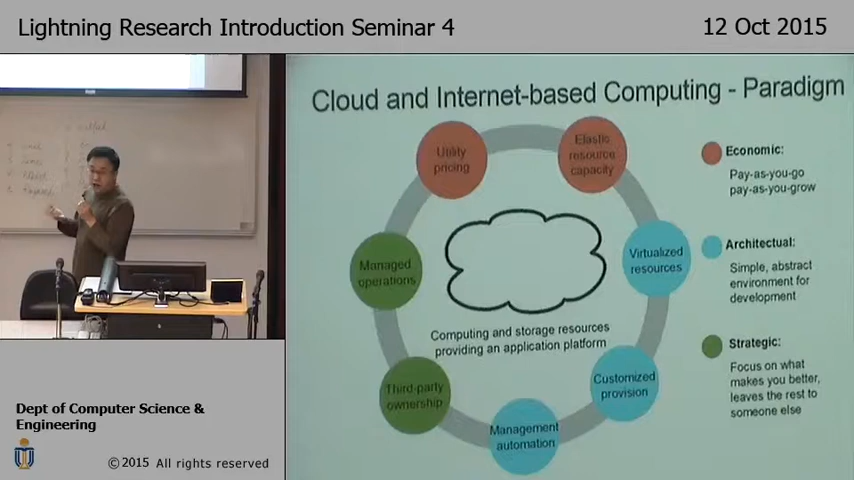 Lightning Research Introduction Seminar 4
12 Oct 2015
Cloud and Internet-based Computing - Paradigm
Utility
pricing
Elastic
resource
capacity
Economic:
Pay-as-you-go
pay-as-you-grow
Managed
operations
Virtualized
resources
Architectual:
Simple, abstract
environment for
development
Computing and storage resources
providing an application platform
Third-party
ownership
Customized
provision
Management
automation
Strategic:
Focus on what
makes you better,
leaves the rest to
someone else
Dept of Computer Science &
Engineering
© 2015 All rights reserved